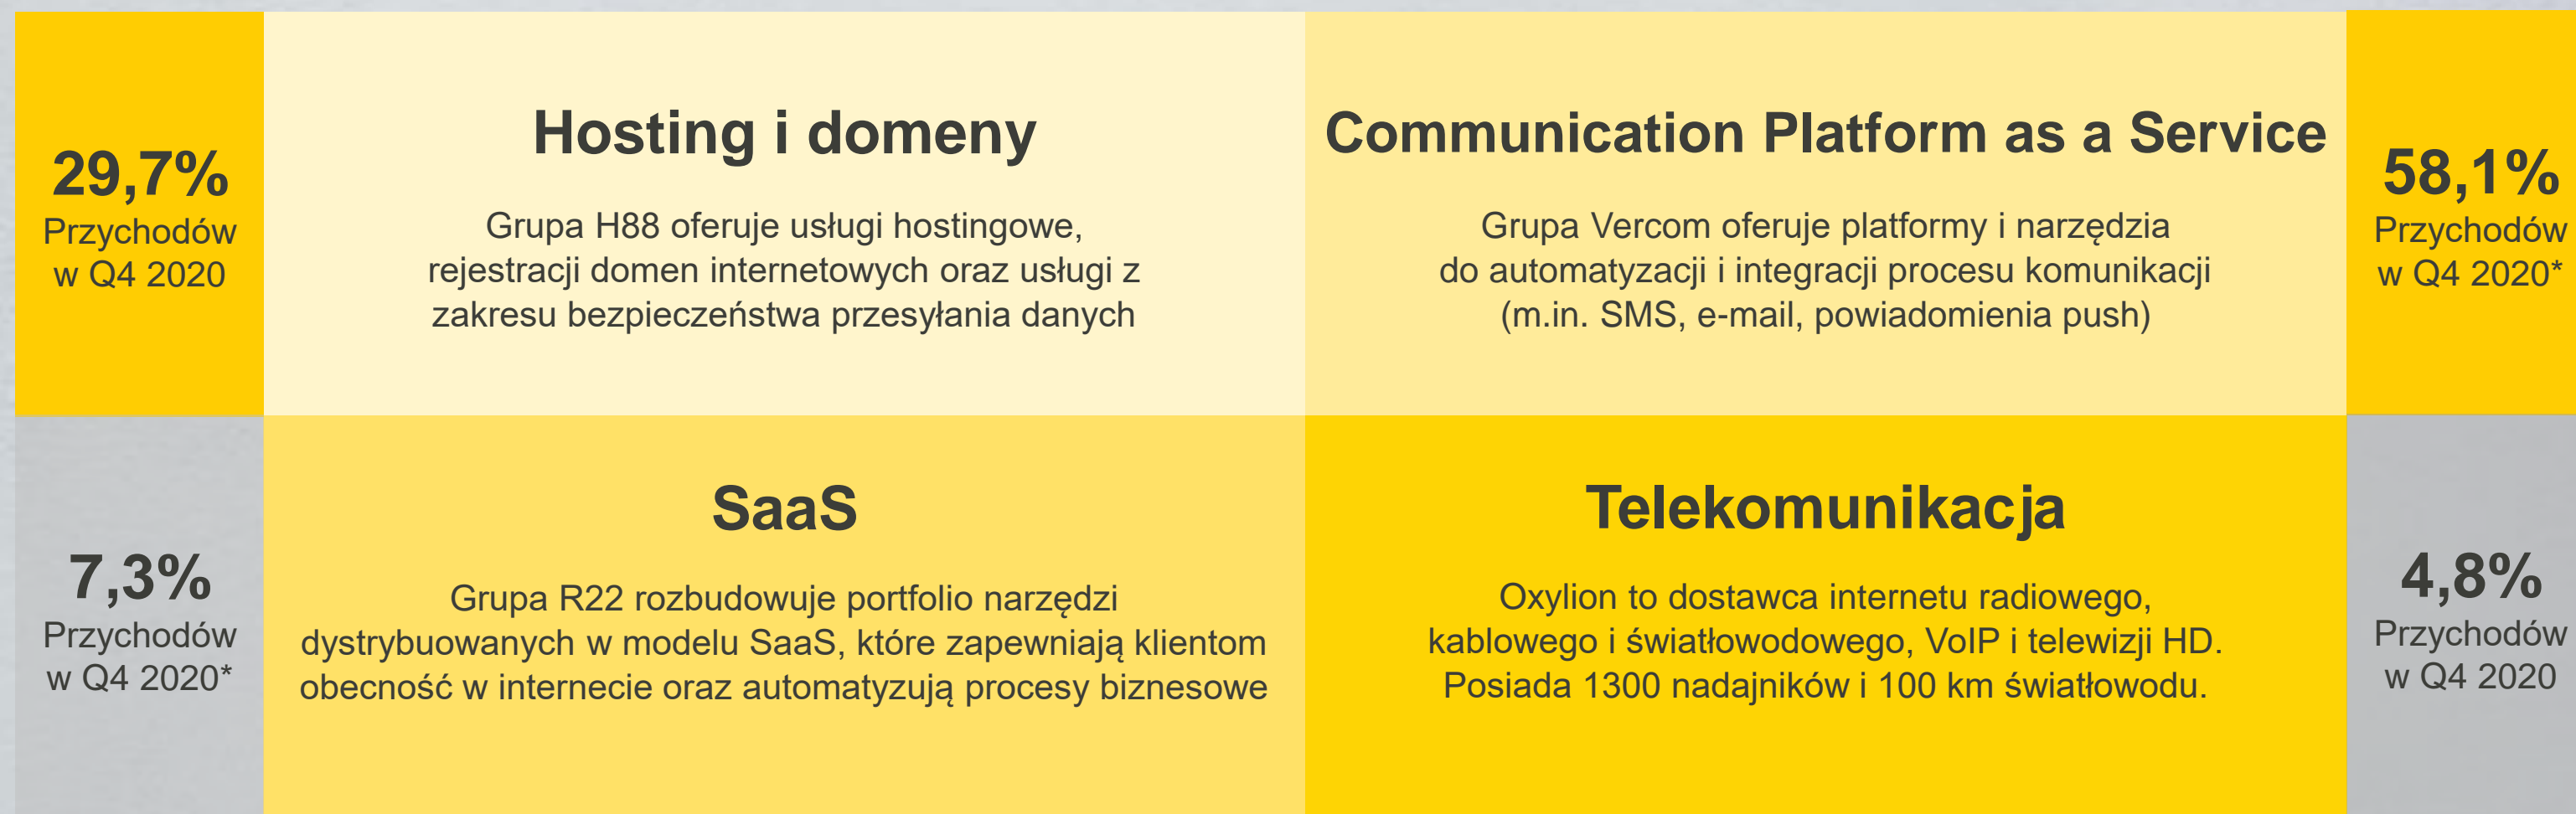 29,7%
Przychodów
w Q4 2020
Hosting i domeny
Grupa H88 oferuje usługi hostingowe,
rejestracji domen internetowych oraz usługi z
zakresu bezpieczeństwa przesyłania danych
Communication Platform as a Service
Grupa Vercom oferuje platformy i narzędzia
do automatyzacji i integracji procesu komunikacji
(m.in. SMS, e-mail, powiadomienia push)
58,1%
Przychodów
w Q4 2020*
7,3%
Przychodów
w Q4 2020*
SaaS
Grupa R22 rozbudowuje portfolio narzędzi
dystrybuowanych w modelu SaaS, które zapewniają klientom
obecność w internecie oraz automatyzują procesy biznesowe
Telekomunikacja
Oxylion to dostawca internetu radiowego,
kablowego i światłowodowego, VoIP i telewizji HD.
Posiada 1300 nadajników i 100 km światłowodu.
4,8%
Przychodów
w Q4 2020